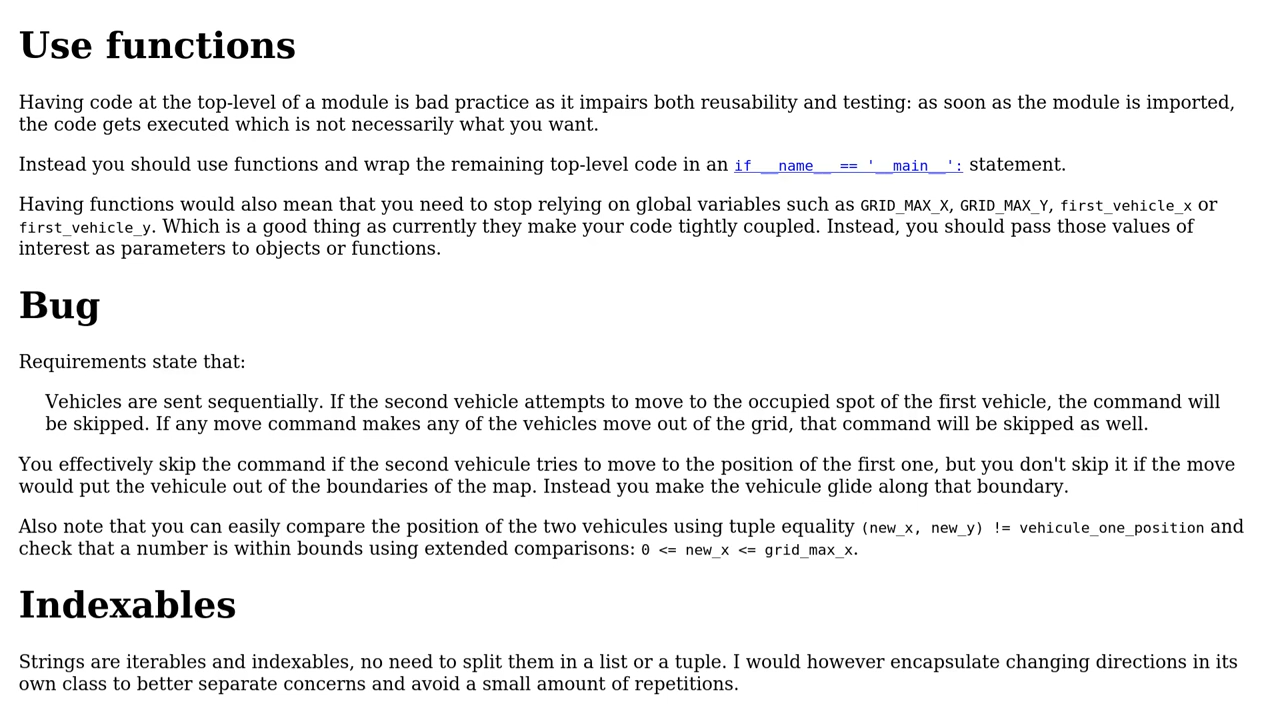 Use functions
Having code at the top-level of a module is bad practice as it impairs both reusability and testing: as soon as the module is imported,
the code gets executed which is not necessarily what you want.
Instead you should use functions and wrap the remaining top-level code in an if __name__ == '__main__': statement.
Having functions would also mean that you need to stop relying on global variables such as GRID_MAX_X, GRID_MAX_Y, first_vehicle_x or
first_vehicle_y. Which is a good thing as currently they make your code tightly coupled. Instead, you should pass those values of
interest as parameters to objects or functions.
Bug
Requirements state that:
Vehicles are sent sequentially. If the second vehicle attempts to move to the occupied spot of the first vehicle, the command will
be skipped. If any move command makes any of the vehicles move out of the grid, that command will be skipped as well.
You effectively skip the command if the second vehicule tries to move to the position of the first one, but you don't skip it if the move
would put the vehicule out of the boundaries of the map. Instead you make the vehicule glide along that boundary.
Also note that you can easily compare the position of the two vehicules using tuple equality (new_x, new_y) != vehicule_one_position and
check that a number is within bounds using extended comparisons: 0 <= new_x <= grid_max_x.
Indexables
Strings are iterables and indexables, no need to split them in a list or a tuple. I would however encapsulate changing directions in its
own class to better separate concerns and avoid a small amount of repetitions.